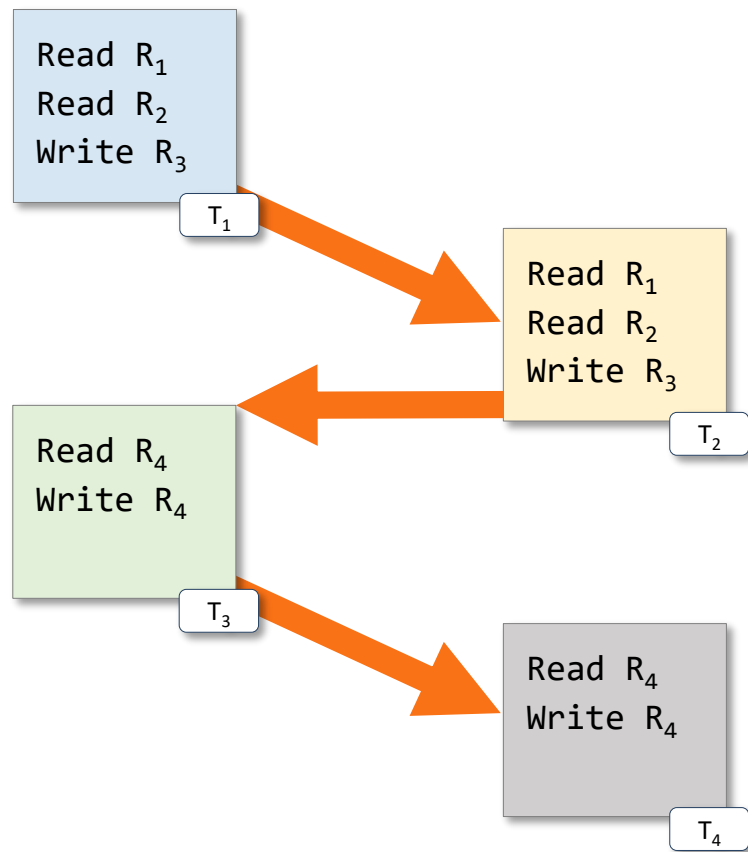 Read R₁
Read R₂
Write R₃
T₁
Read R₁
Read R₂
Write R₃
T₂
Read R₄
Write R₄
T₃
Read R₄
Write R₄
T₄